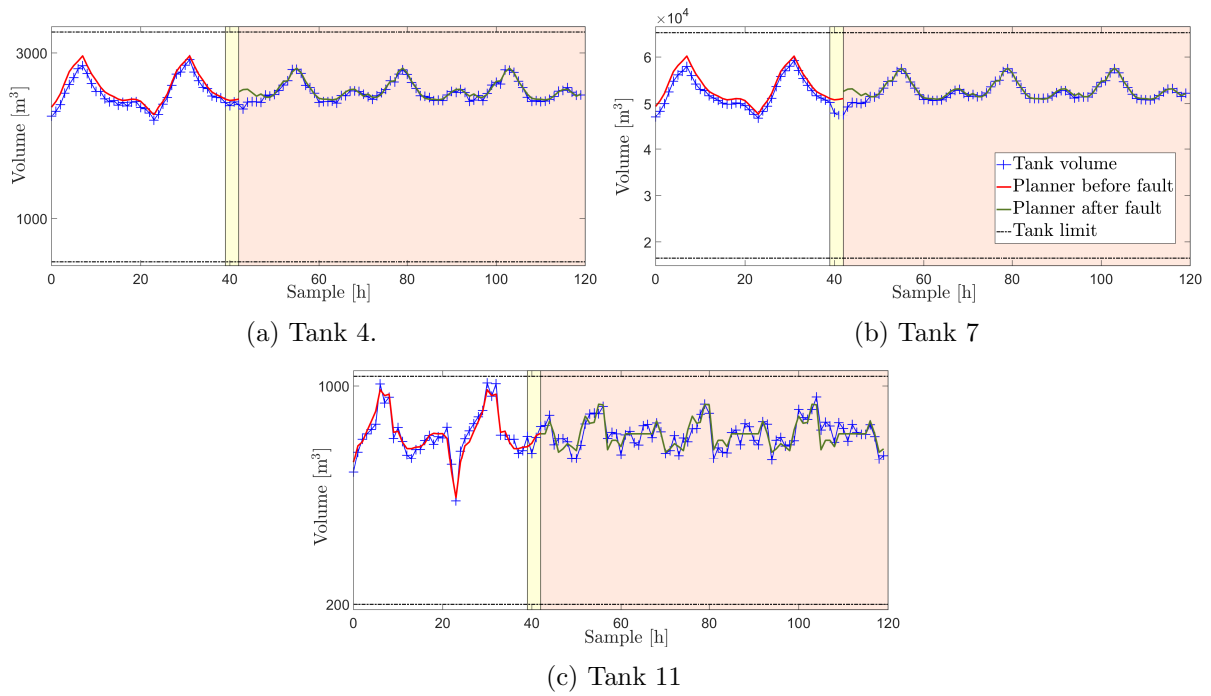 3000
1000
Volume [m³]
0 20 40 60 80 100 120
Sample [h]
(a) Tank 4.
×10⁴
6
5
4
3
2
Volume [m³]
Tank volume
Planner before fault
Planner after fault
Tank limit
0 20 40 60 80 100 120
Sample [h]
(b) Tank 7
1000
200
Volume [m³]
0 20 40 60 80 100 120
Sample [h]
(c) Tank 11